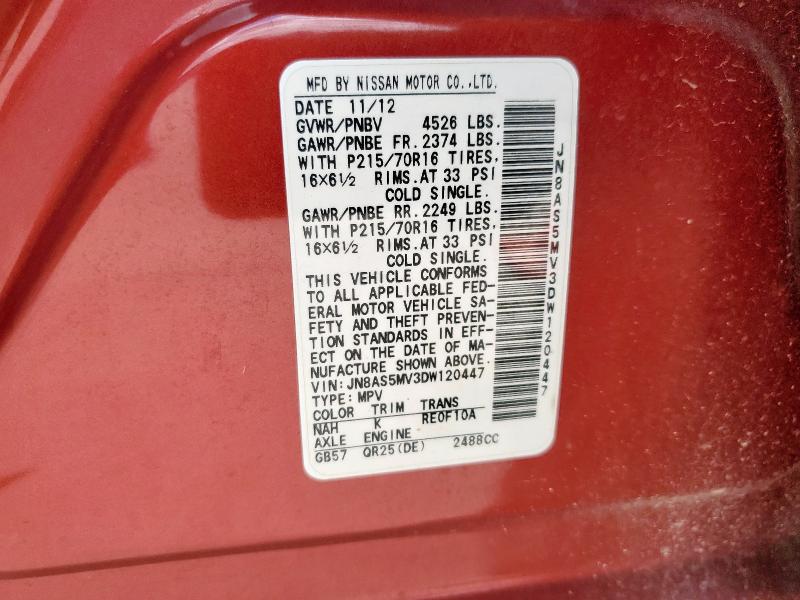 MFD BY NISSAN MOTOR CO.,LTD.
DATE 11/12
GVWR/PNBV 4526 LBS.
GAWR/PNBE FR. 2374 LBS.
WITH P215/70R16 TIRES,
16X6½ RIMS.AT 33 PSI
COLD SINGLE.
GAWR/PNBE RR. 2249 LBS.
WITH P215/70R16 TIRES,
16X6½ RIMS.AT 33 PSI
COLD SINGLE.
THIS VEHICLE CONFORMS
TO ALL APPLICABLE FED-
ERAL MOTOR VEHICLE SA-
FETY AND THEFT PREVEN-
TION STANDARDS IN EFF-
ECT ON THE DATE OF MA-
NUFACTURE SHOWN ABOVE.
VIN:JN8AS5MV3DW120447
TYPE: MPV
COLOR TRIM TRANS
NAH K RE0F10A
AXLE ENGINE
GB57 QR25(DE) 2488CC
JN8AS5MV3DW120447